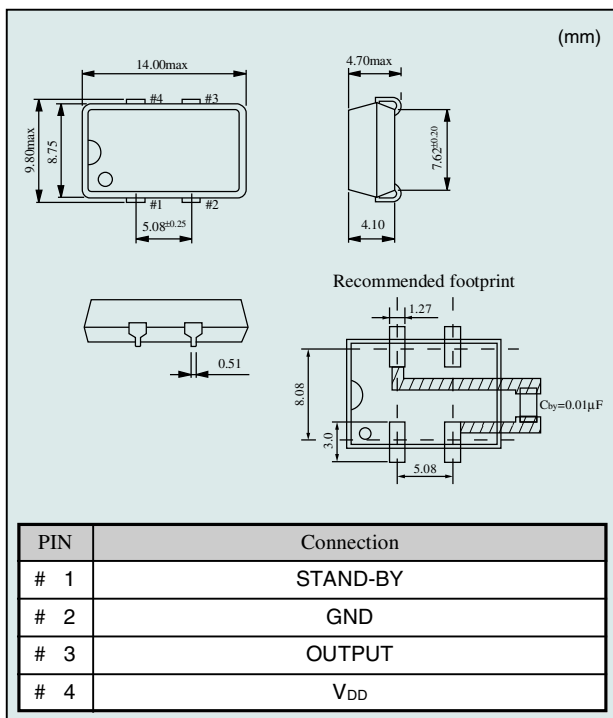 (mm)
14.00max
4.70max
#4 #3
9.80max
8.75
7.62±0.20
#1 #2
5.08±0.25
4.10
Recommended footprint
1.27
0.51
8.08
Cby=0.01µF
3.0
5.08
PIN Connection
# 1 STAND-BY
# 2 GND
# 3 OUTPUT
# 4 VDD